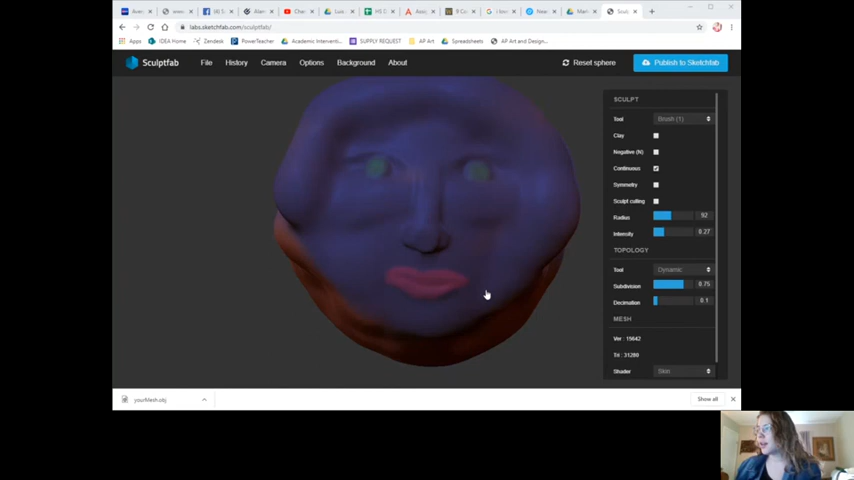 labs.sketchfab.com/sculptfab/
Apps IDEA Home Zendesk PowerTeacher Academic Interventi... SUPPLY REQUEST AP Art Spreadsheets AP Art and Design...
Sculptfab File History Camera Options Background About Reset sphere Publish to Sketchfab
SCULPT
Tool Brush (1)
Clay
Negative (N)
Continuous
Symmetry
Sculpt culling
Radius 92
Intensity 0.27
TOPOLOGY
Tool Dynamic
Subdivision 0.75
Decimation 0.1
MESH
Ver : 15642
Tri : 31280
Shader Skin
yourMesh.obj Show all